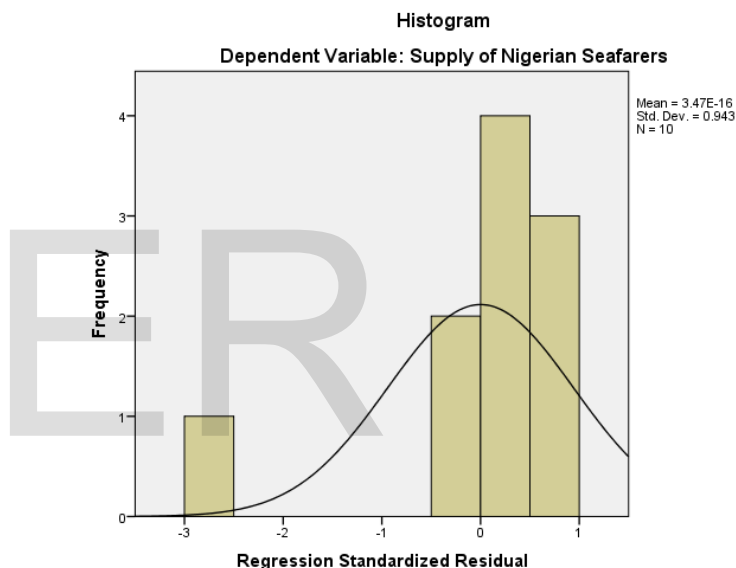 Histogram
Dependent Variable: Supply of Nigerian Seafarers
Mean = 3.47E-16
Std. Dev. = 0.943
N = 10
Frequency
4
3
2
1
0
-3
-2
-1
0
1
Regression Standardized Residual
ER